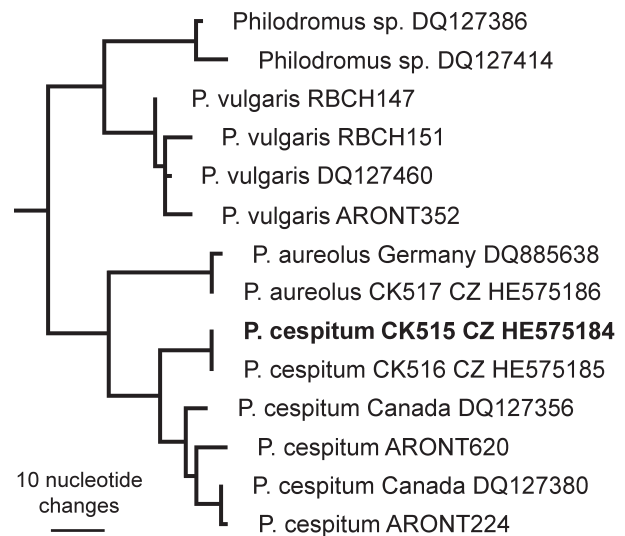 Philodromus sp. DQ127386
Philodromus sp. DQ127414
P. vulgaris RBCH147
P. vulgaris RBCH151
P. vulgaris DQ127460
P. vulgaris ARONT352
P. aureolus Germany DQ885638
P. aureolus CK517 CZ HE575186
P. cespitum CK515 CZ HE575184
P. cespitum CK516 CZ HE575185
P. cespitum Canada DQ127356
P. cespitum ARONT620
P. cespitum Canada DQ127380
P. cespitum ARONT224
10 nucleotide
changes